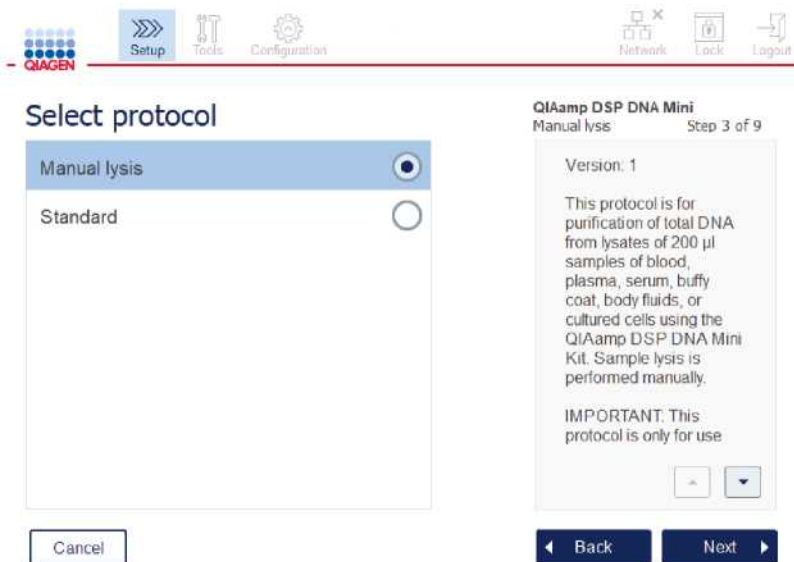 QIAGEN
Setup
Tools
Configuration
Network
Lock
Logout
Select protocol
Manual lysis
Standard
QIAamp DSP DNA Mini
Manual lysis Step 3 of 9
Version: 1
This protocol is for
purification of total DNA
from lysates of 200 µl
samples of blood,
plasma, serum, buffy
coat, body fluids, or
cultured cells using the
QIAamp DSP DNA Mini
Kit. Sample lysis is
performed manually.
IMPORTANT: This
protocol is only for use
Cancel
Back
Next